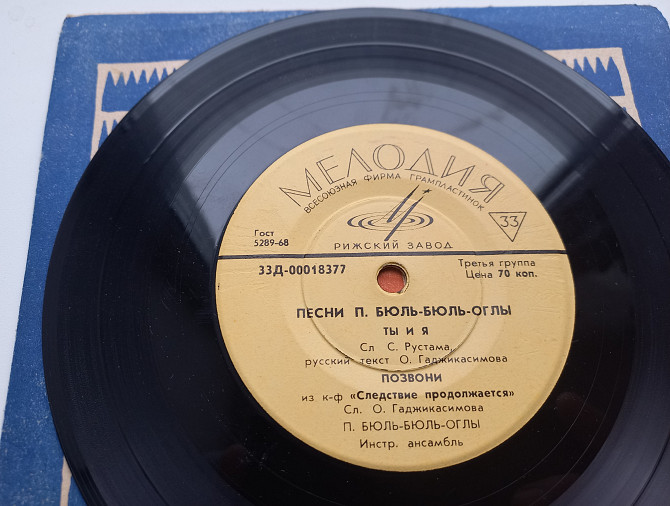 МЕЛОДИЯ
ВСЕСОЮЗНАЯ ФИРМА ГРАМПЛАСТИНОК
33
Гост
5289-68
РИЖСКИЙ ЗАВОД
33Д-00018377
Третья группа
Цена 70 коп.
ПЕСНИ П. БЮЛЬ-БЮЛЬ-ОГЛЫ
ТЫ И Я
Сл С. Рустама,
русский текст О. Гаджикасимова
ПОЗВОНИ
из к-ф «Следствие продолжается»
Сл. О. Гаджикасимова
П. БЮЛЬ-БЮЛЬ-ОГЛЫ
Инстр. ансамбль